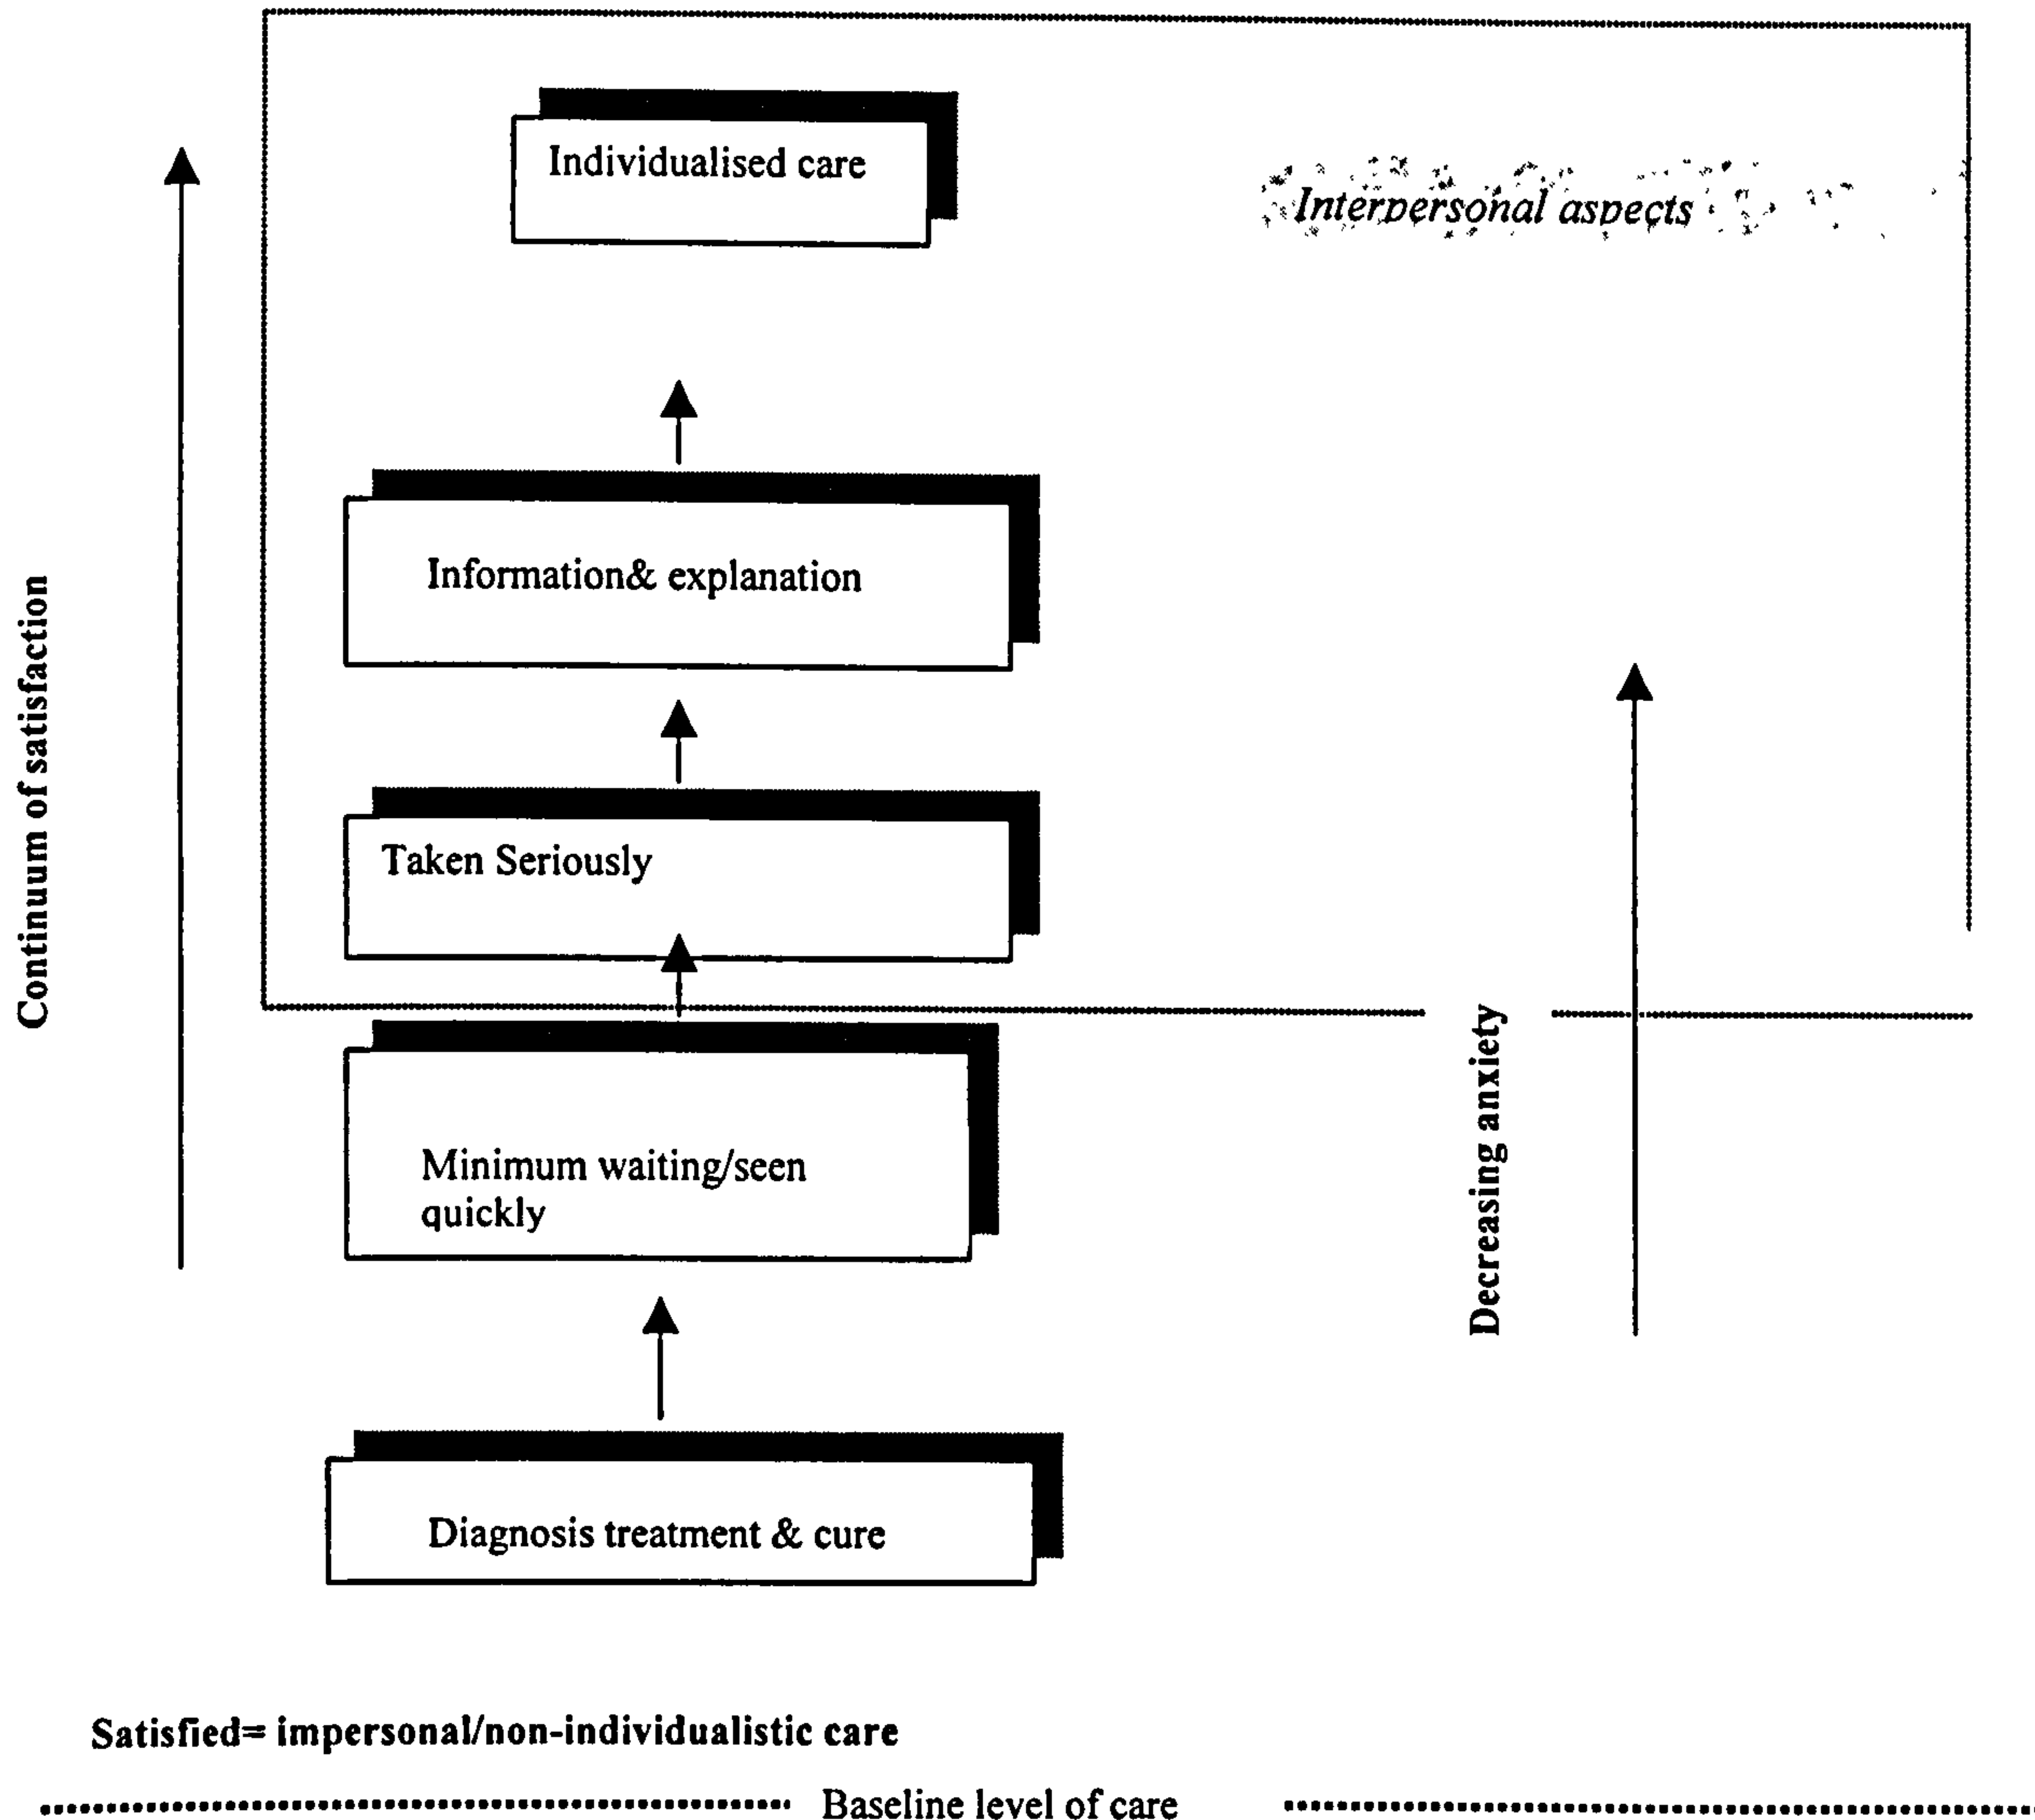 Individualised care
Interpersonal aspects
Information& explanation
Continuum of satisfaction
Taken Seriously
Decreasing anxiety
Minimum waiting/seen
quickly
Diagnosis treatment & cure
Satisfied= impersonal/non-individualistic care
Baseline level of care